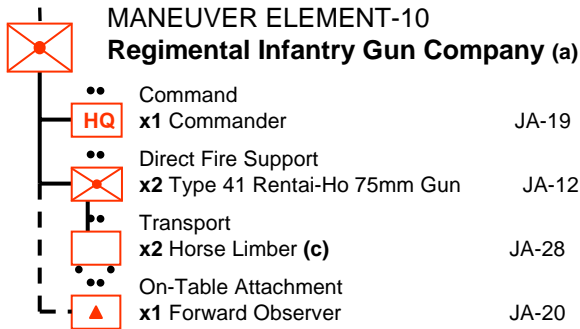 MANEUVER ELEMENT-10
Regimental Infantry Gun Company (a)
Command
HQ x1 Commander JA-19
Direct Fire Support
x2 Type 41 Rentai-Ho 75mm Gun JA-12
Transport
x2 Horse Limber (c) JA-28
On-Table Attachment
x1 Forward Observer JA-20